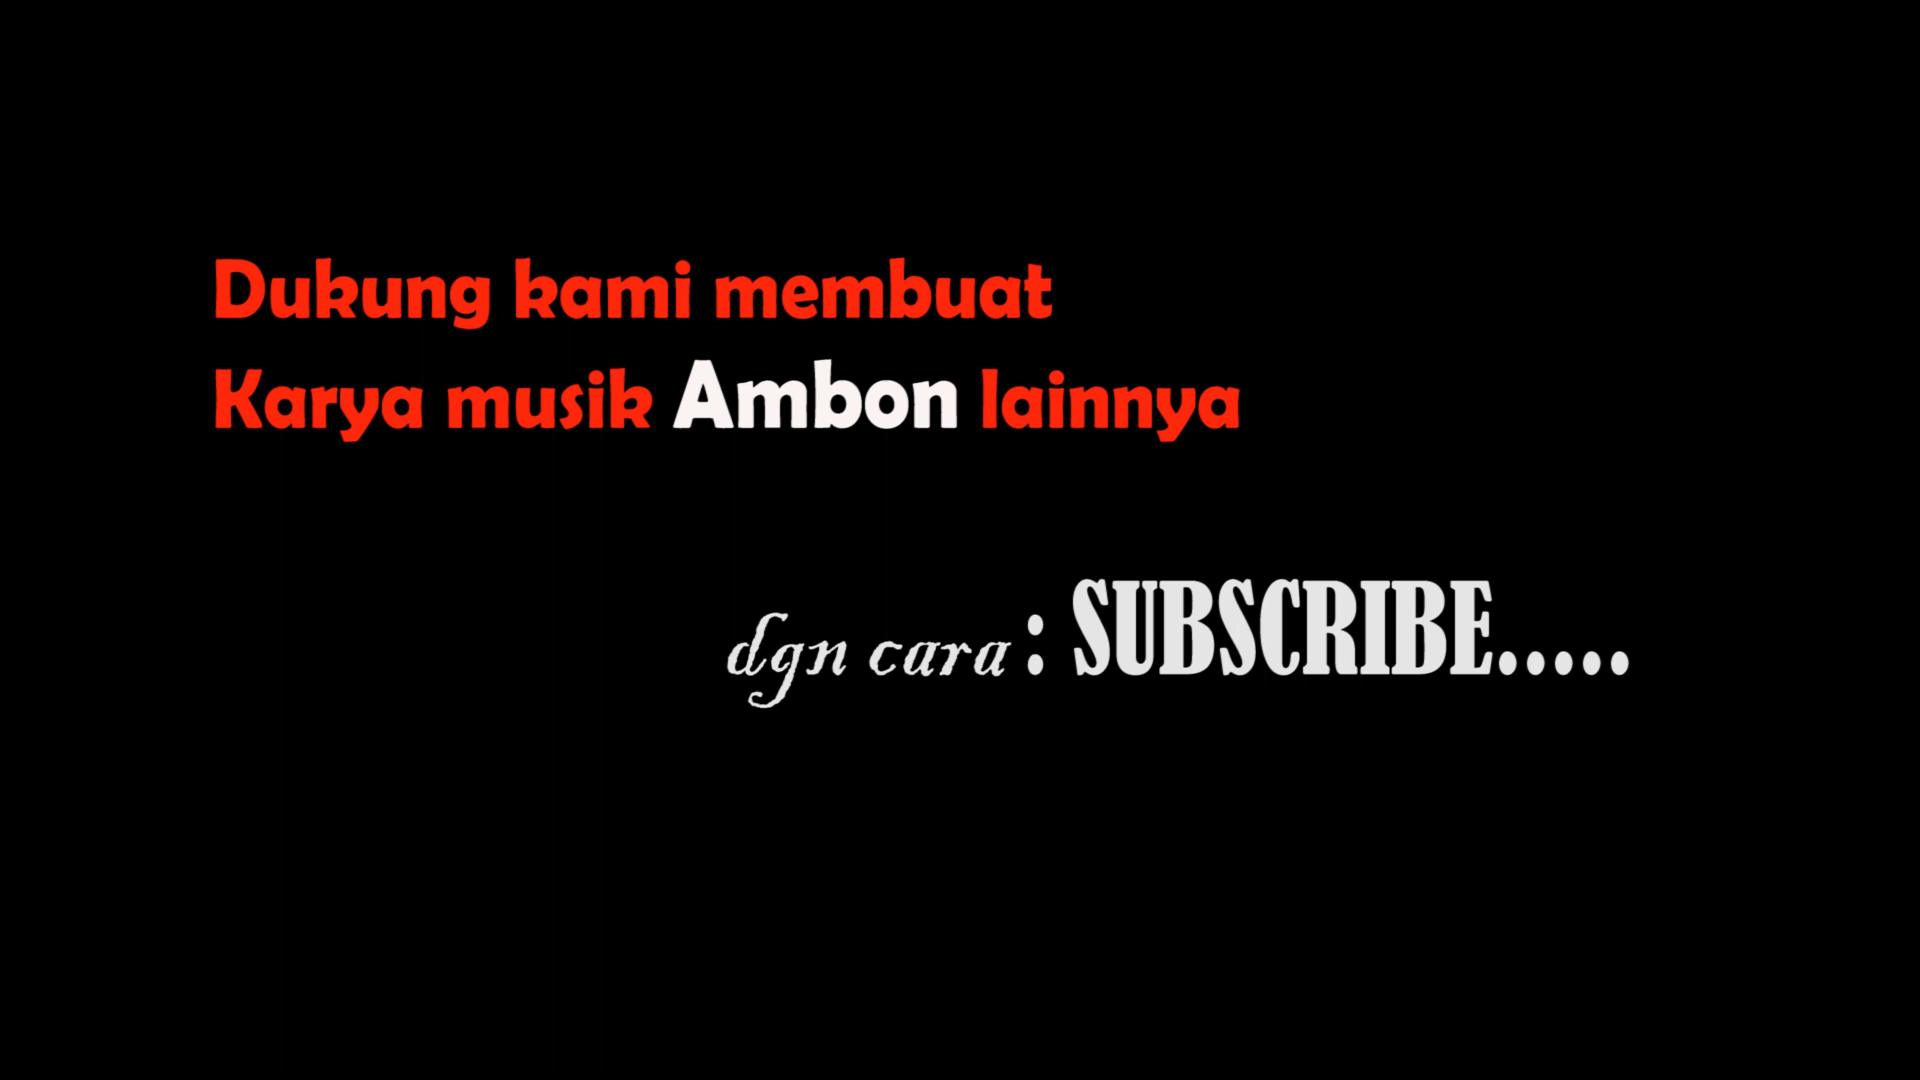 Dukung kami membuat
Karya musik Ambon lainnya
dgn cara : SUBSCRIBE.....